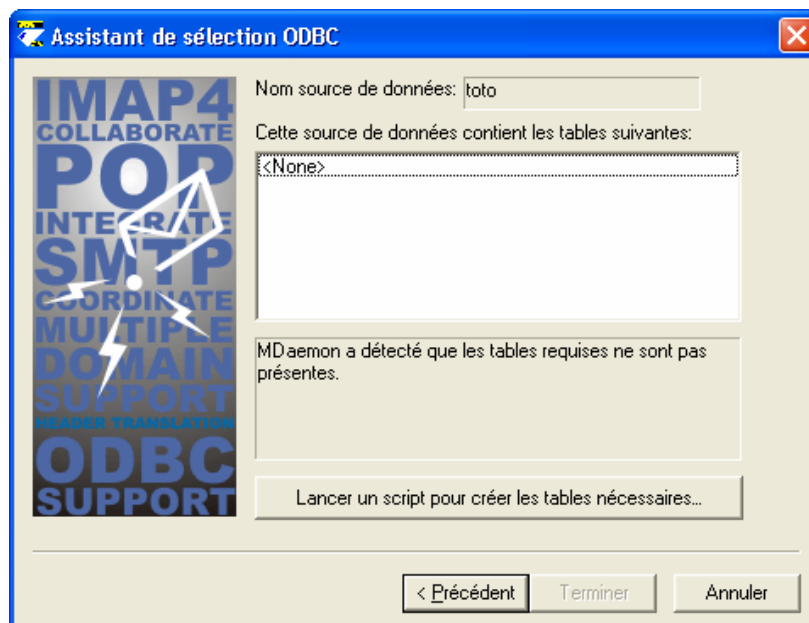 Assistant de sélection ODBC
IMAP4
COLLABORATE
POP
INTEGRATE
SMTP
COORDINATE
MULTIPLE
DOMAIN
SUPPORT
HEADER TRANSLATION
ODBC
SUPPORT
Nom source de données: toto
Cette source de données contient les tables suivantes:
<None>
MDaemon a détecté que les tables requises ne sont pas
présentes.
Lancer un script pour créer les tables nécessaires...
< Précédent
Terminer
Annuler